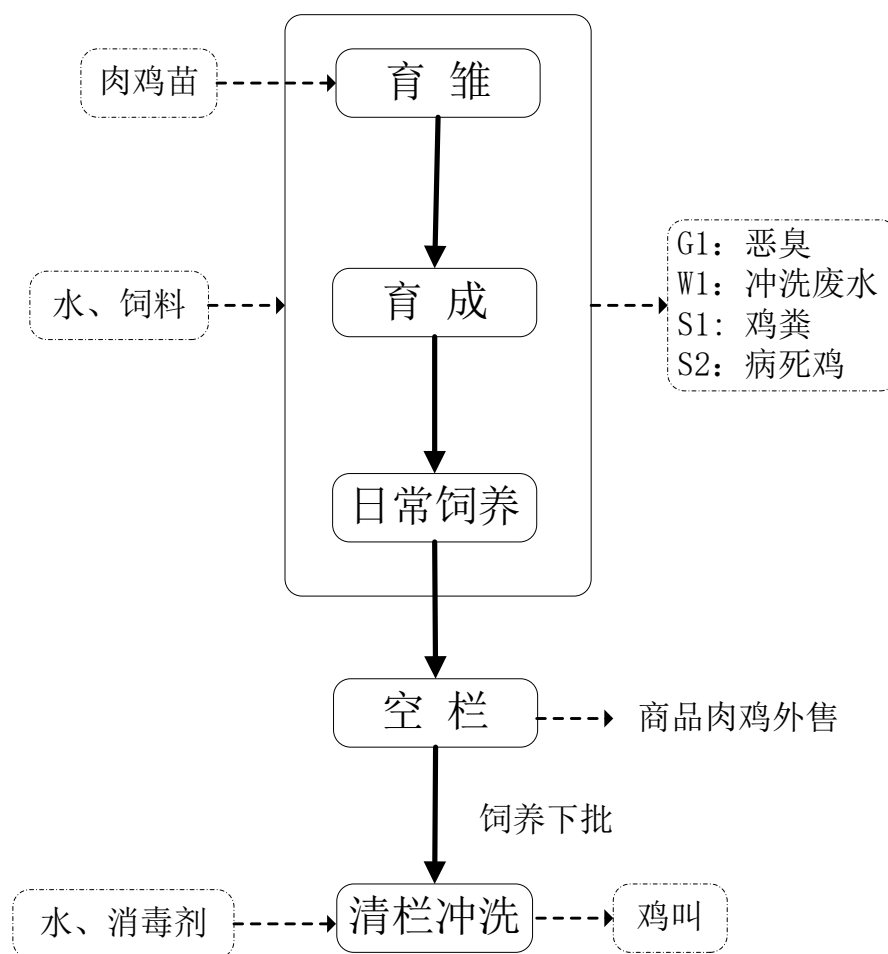 育 雏
肉鸡苗
育 成
水、饲料
G1：恶臭
W1：冲洗废水
S1：鸡粪
S2：病死鸡
日常饲养
空 栏
商品肉鸡外售
饲养下批
水、消毒剂
清栏冲洗
鸡叫